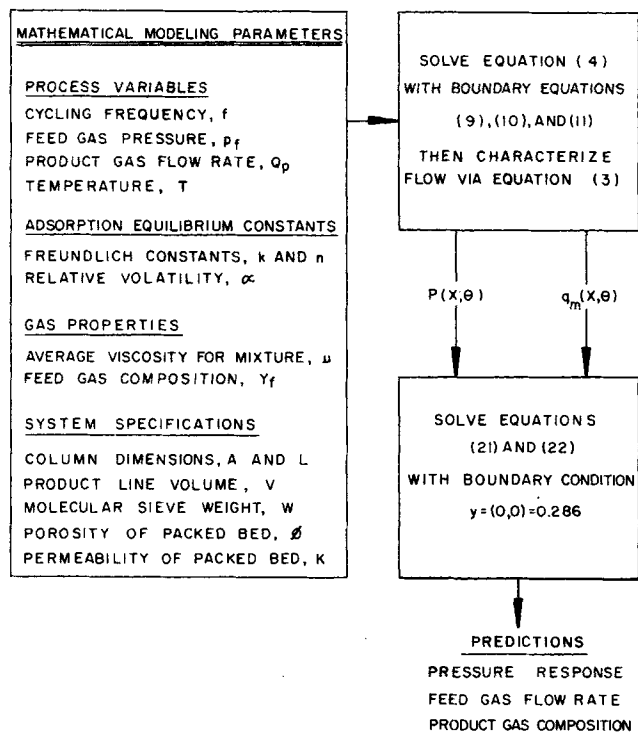 MATHEMATICAL MODELING PARAMETERS
PROCESS VARIABLES
CYCLING FREQUENCY, f
FEED GAS PRESSURE, pf
PRODUCT GAS FLOW RATE, Qp
TEMPERATURE, T
ADSORPTION EQUILIBRIUM CONSTANTS
FREUNDLICH CONSTANTS, k AND n
RELATIVE VOLATILITY, ∝
GAS PROPERTIES
AVERAGE VISCOSITY FOR MIXTURE, μ
FEED GAS COMPOSITION, Yf
SYSTEM SPECIFICATIONS
COLUMN DIMENSIONS, A AND L
PRODUCT LINE VOLUME, V
MOLECULAR SIEVE WEIGHT, W
POROSITY OF PACKED BED, Ø
PERMEABILITY OF PACKED BED, K
SOLVE EQUATION (4)
WITH BOUNDARY EQUATIONS
(9), (10), AND (11)
THEN CHARACTERIZE
FLOW VIA EQUATION (3)
P(X,θ)
qm(X,θ)
SOLVE EQUATIONS
(21) AND (22)
WITH BOUNDARY CONDITION
y=(0,0)=0.286
PREDICTIONS
PRESSURE RESPONSE
FEED GAS FLOW RATE
PRODUCT GAS COMPOSITION